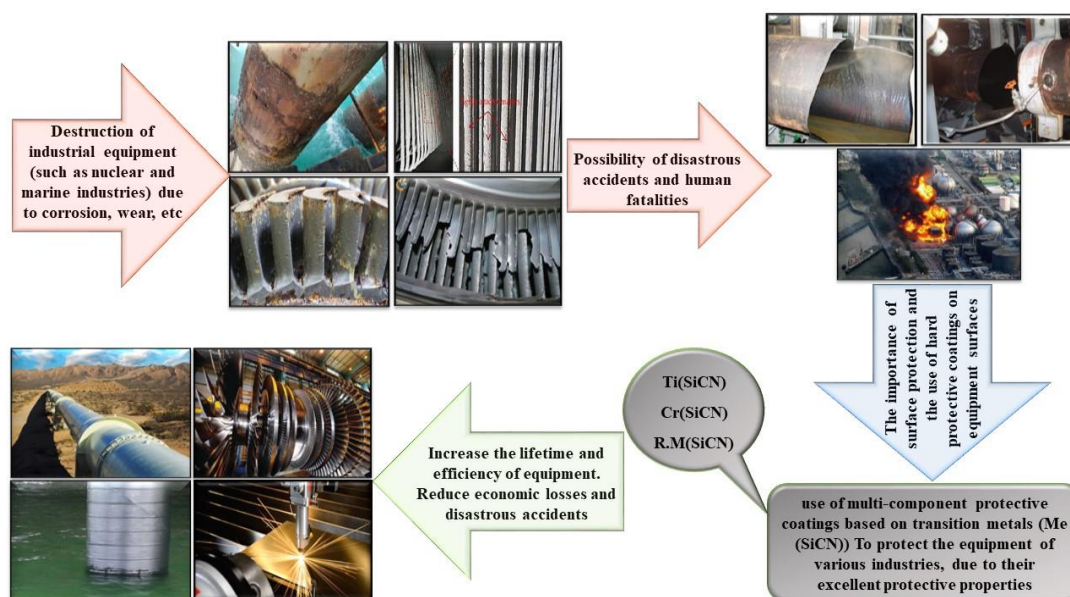 Destruction of
industrial equipment
(such as nuclear and
marine industries) due
to corrosion, wear, etc
Possibility of disastrous
accidents and human
fatalities
The importance of
surface protection and
the use of hard
protective coatings on
equipment surfaces
use of multi-component protective
coatings based on transition metals (Me
(SiCN)) To protect the equipment of
various industries, due to their
excellent protective properties
Ti(SiCN)
Cr(SiCN)
R.M(SiCN)
Increase the lifetime and
efficiency of equipment.
Reduce economic losses and
disastrous accidents